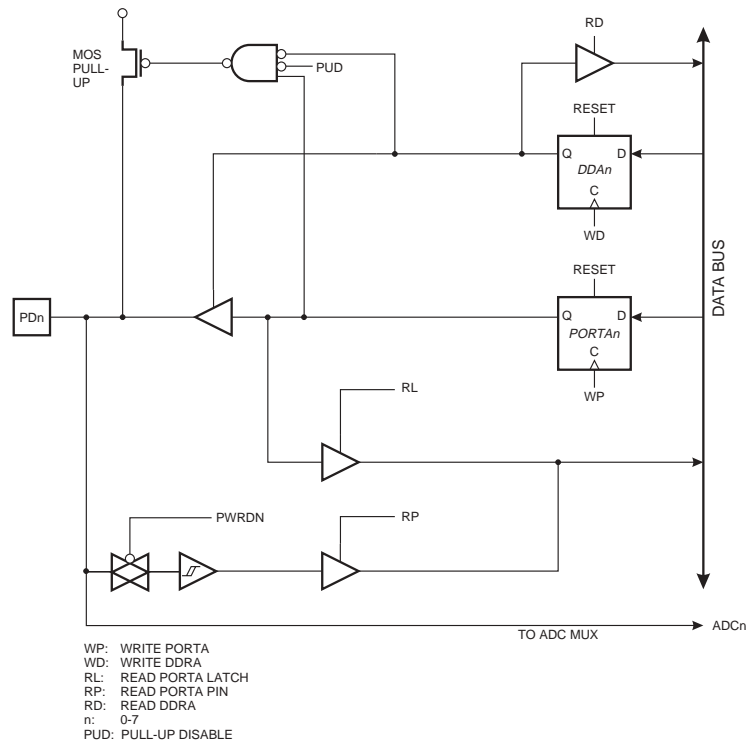 RD
MOS
PULL-
UP
PUD
RESET
Q D
DDAn
C
WD
RESET
PDn
Q D
PORTAn
C
WP
DATA BUS
RL
PWRDN
RP
TO ADC MUX
ADCn
WP: WRITE PORTA
WD: WRITE DDRA
RL: READ PORTA LATCH
RP: READ PORTA PIN
RD: READ DDRA
n: 0-7
PUD: PULL-UP DISABLE